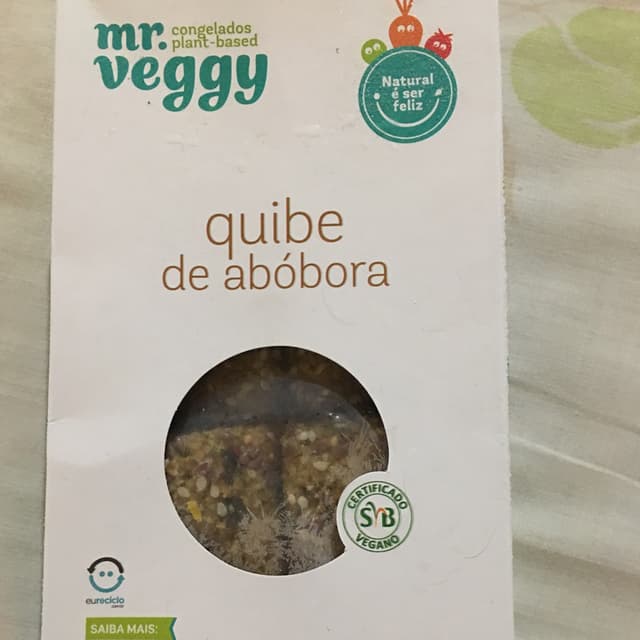 mr.
congelados
plant-based
veggy
Natural
é ser
feliz
quibe
de abóbora
CERTIFICADO
SVB
VEGANO
eureciclo
SAIBA MAIS: